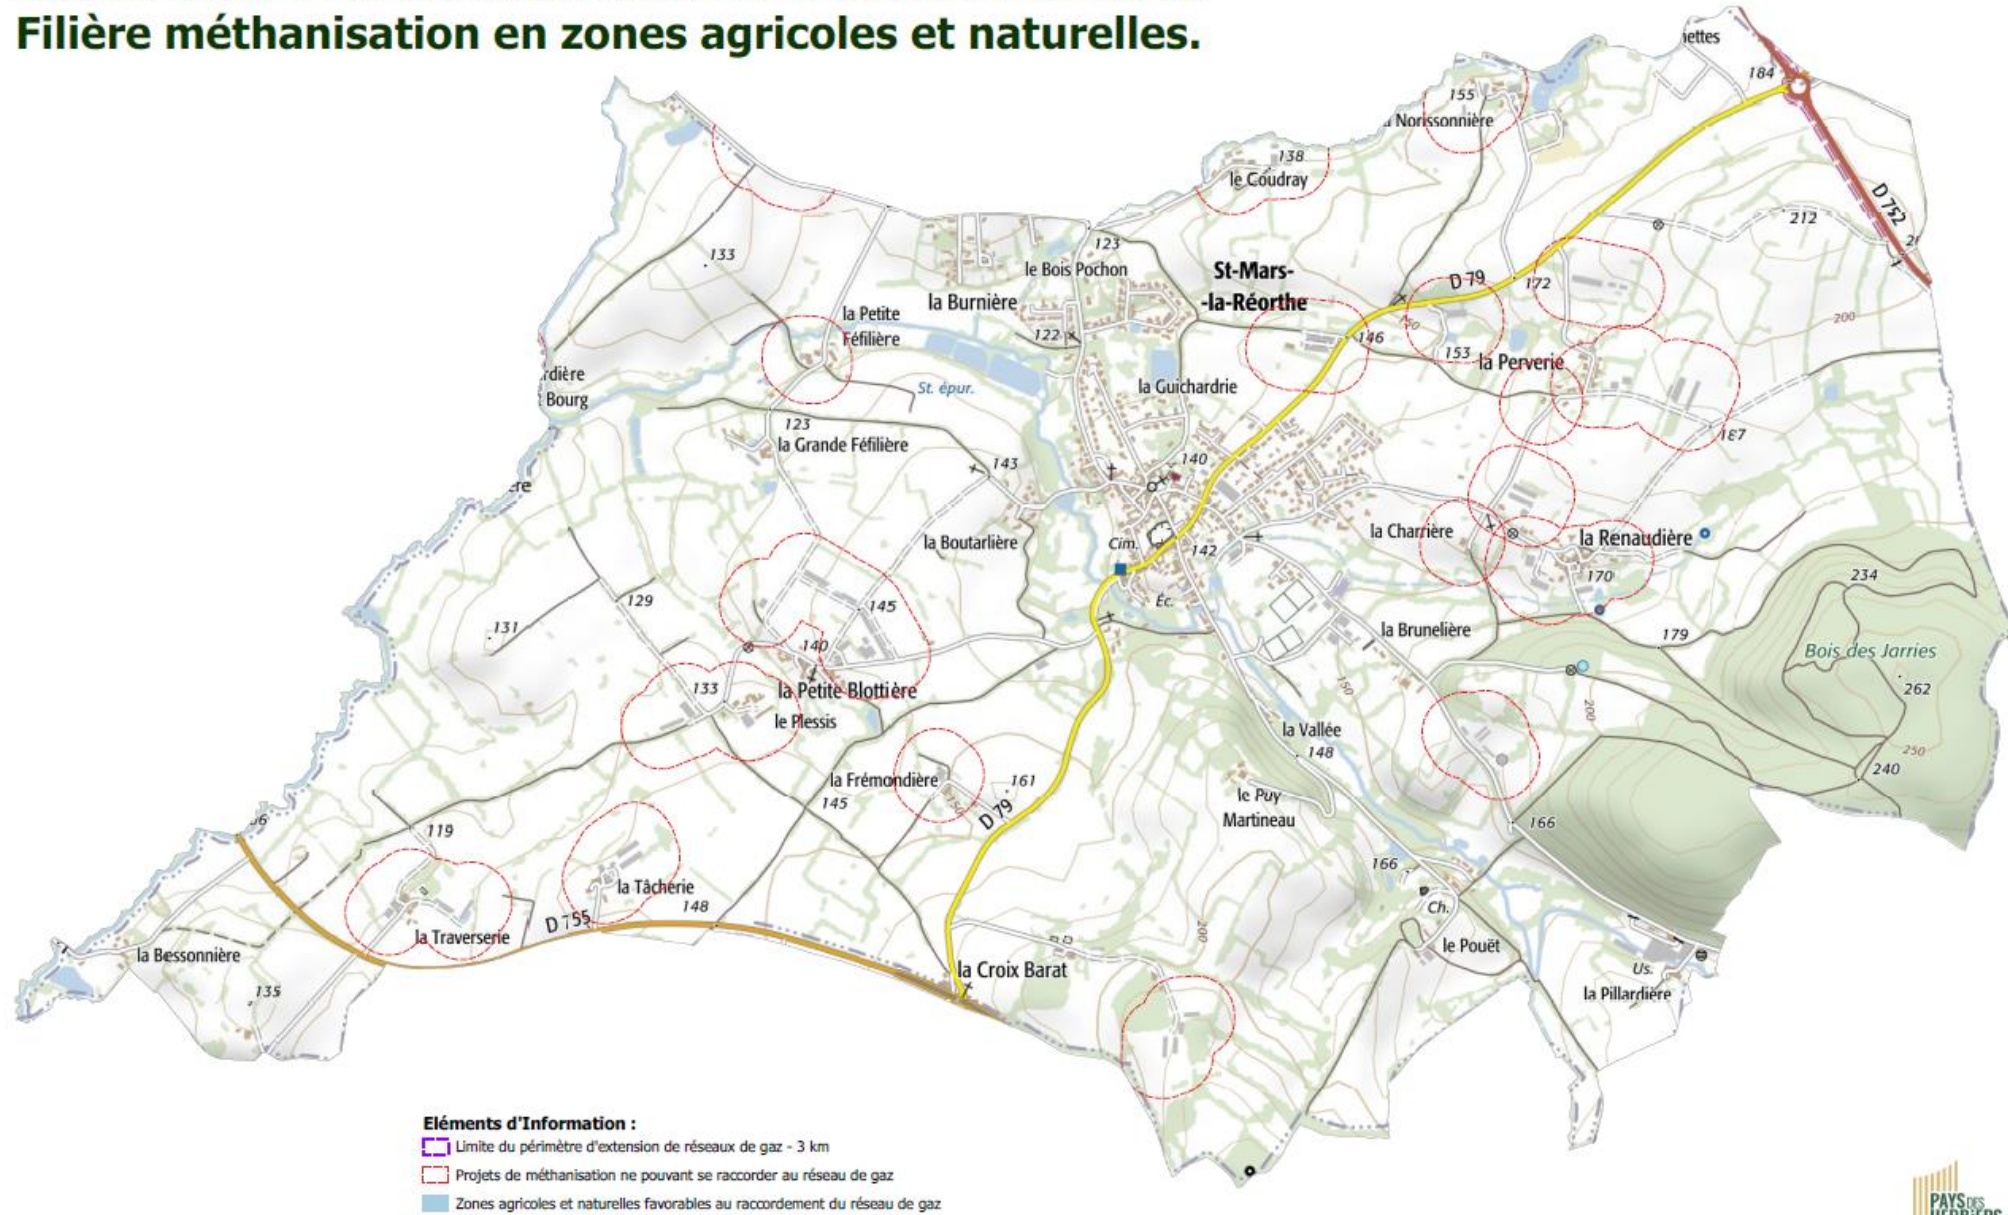 Filière méthanisation en zones agricoles et naturelles.
184
155
138
le Coudray
D 752
212
133
123
le Bois Pochon
St-Mars-
-la-Réorthe
D 79
172
la Burnière
la Petite
Féfilière
122
146
150
153
la Perverie
200
Bourg
St. épur.
la Guichardrie
123
la Grande Féfilière
143
140
187
la Boutarlière
Cim.
142
la Charrière
la Renaudière
170
234
129
145
Éc.
131
140
la Brunelière
179
Bois des Jarries
133
la Petite Blottière
262
le Plessis
150
200
la Vallée
148
250
la Frémondière
161
240
145
D 79
le Puy
Martineau
166
119
166
la Tâcherie
148
Ch.
D 755
la Traverserie
200
le Pouët
la Bessonnière
la Croix Barat
Us.
la Pillardière
135
Eléments d'Information :
Limite du périmètre d'extension de réseaux de gaz - 3 km
Projets de méthanisation ne pouvant se raccorder au réseau de gaz
Zones agricoles et naturelles favorables au raccordement du réseau de gaz
PAYS DES